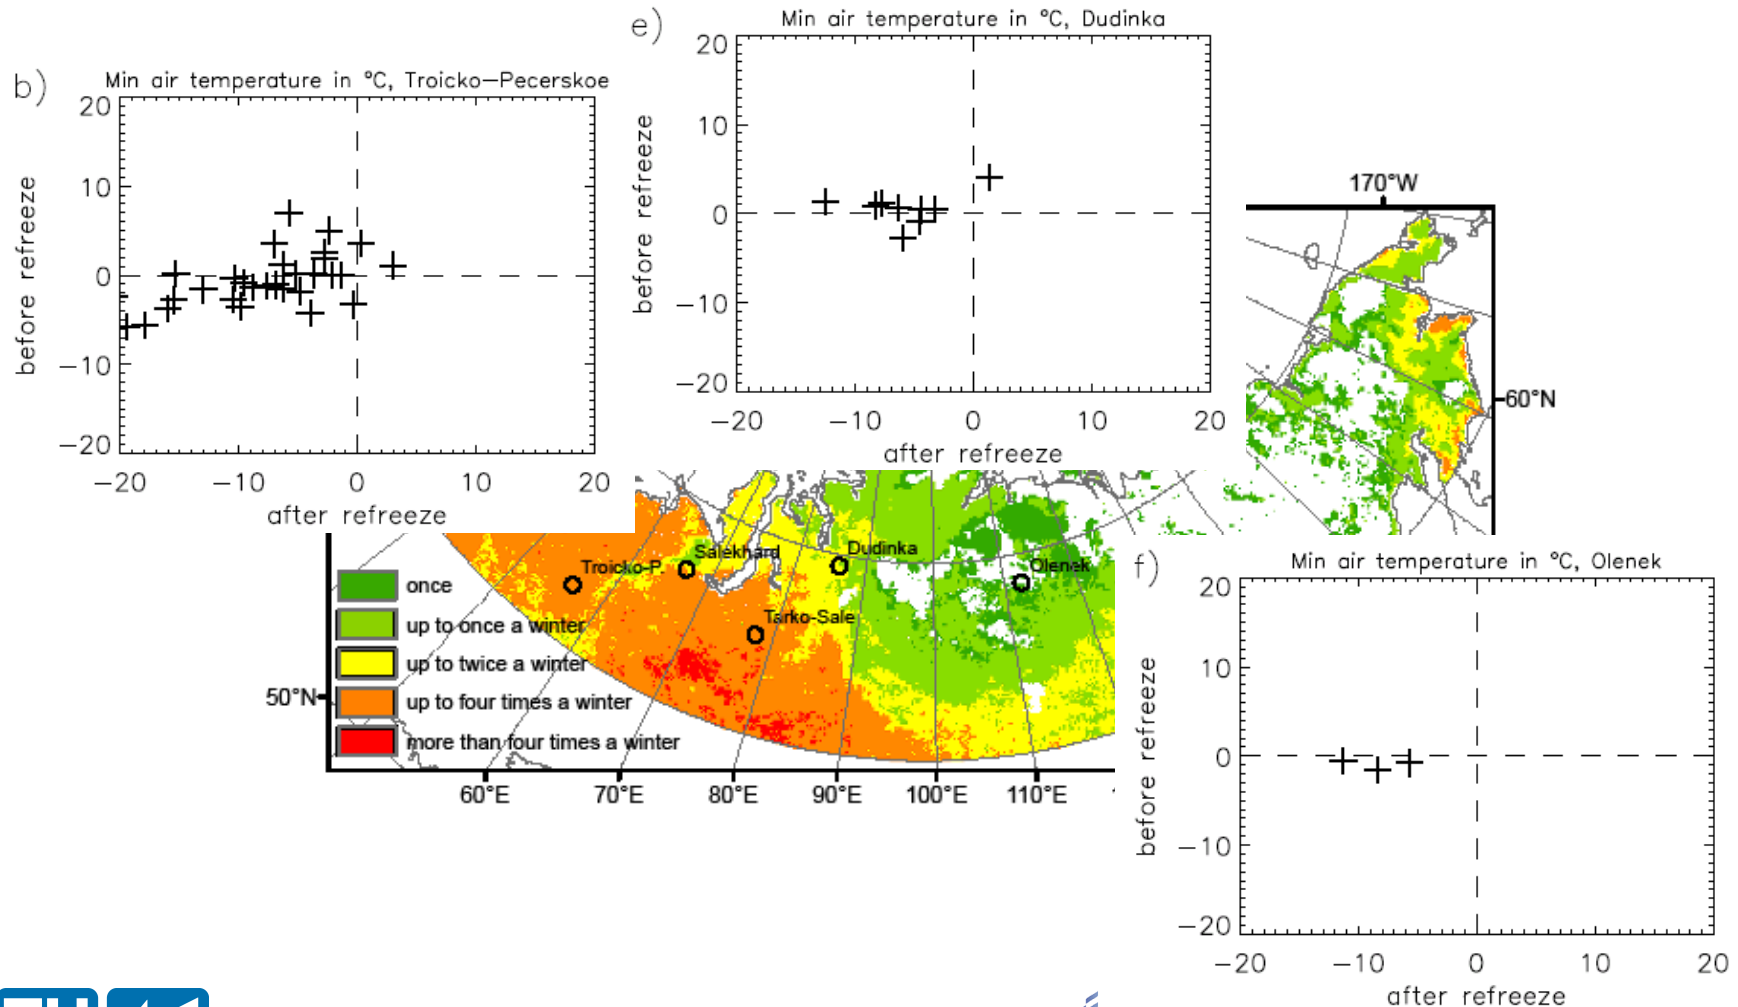 b)
Min air temperature in °C, Troicko−Pecerskoe
20
10
0
−10
−20
before refreeze
−20 −10 0 10 20
after refreeze
e)
Min air temperature in °C, Dudinka
20
10
0
−10
−20
before refreeze
−20 −10 0 10 20
after refreeze
170°W
60°N
Salekhard
Dudinka
Troicko-P.
Olenek
Tarko-Sale
once
up to once a winter
up to twice a winter
up to four times a winter
more than four times a winter
50°N
60°E 70°E 80°E 90°E 100°E 110°E
f)
Min air temperature in °C, Olenek
20
10
0
−10
−20
before refreeze
−20 −10 0 10 20
after refreeze